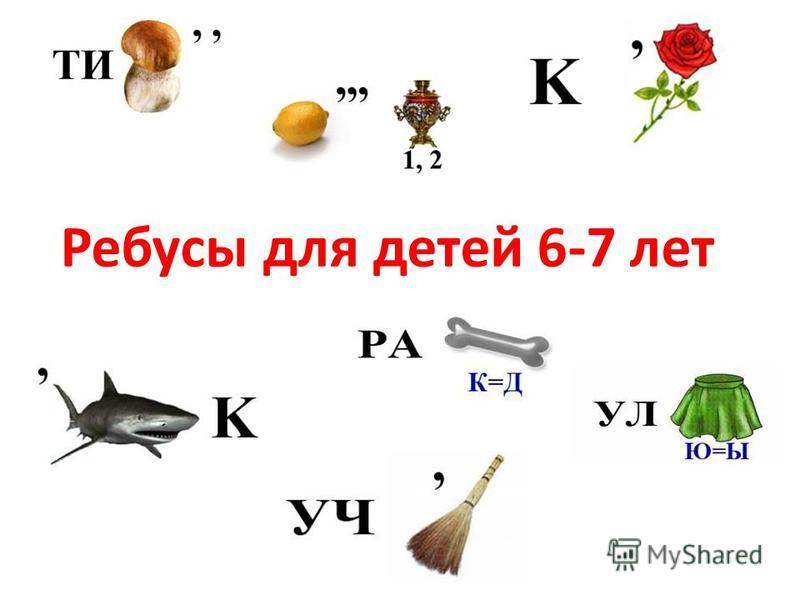 ТИ , ,
,,,
1, 2
К ,
Ребусы для детей 6-7 лет
, К
РА
К=Д
УЛ
Ю=Ы
УЧ ,
MyShared